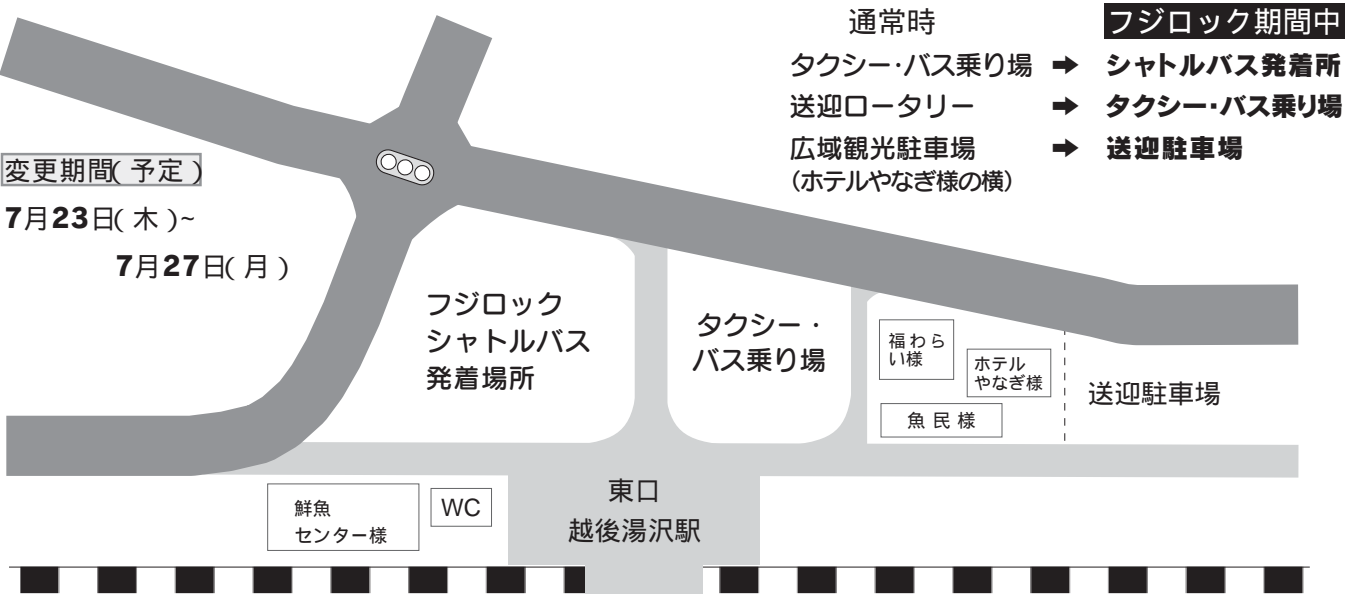 通常時 フジロック期間中
タクシー・バス乗り場 ➡ シャトルバス発着所
送迎ロータリー ➡ タクシー・バス乗り場
広域観光駐車場 ➡ 送迎駐車場
(ホテルやなぎ様の横)
変更期間(予定)
7月23日(木)~
7月27日(月)
フジロック
シャトルバス
発着場所
タクシー・
バス乗り場
福わら
い様
ホテル
やなぎ様
魚民様
送迎駐車場
鮮魚
センター様
WC
東口
越後湯沢駅